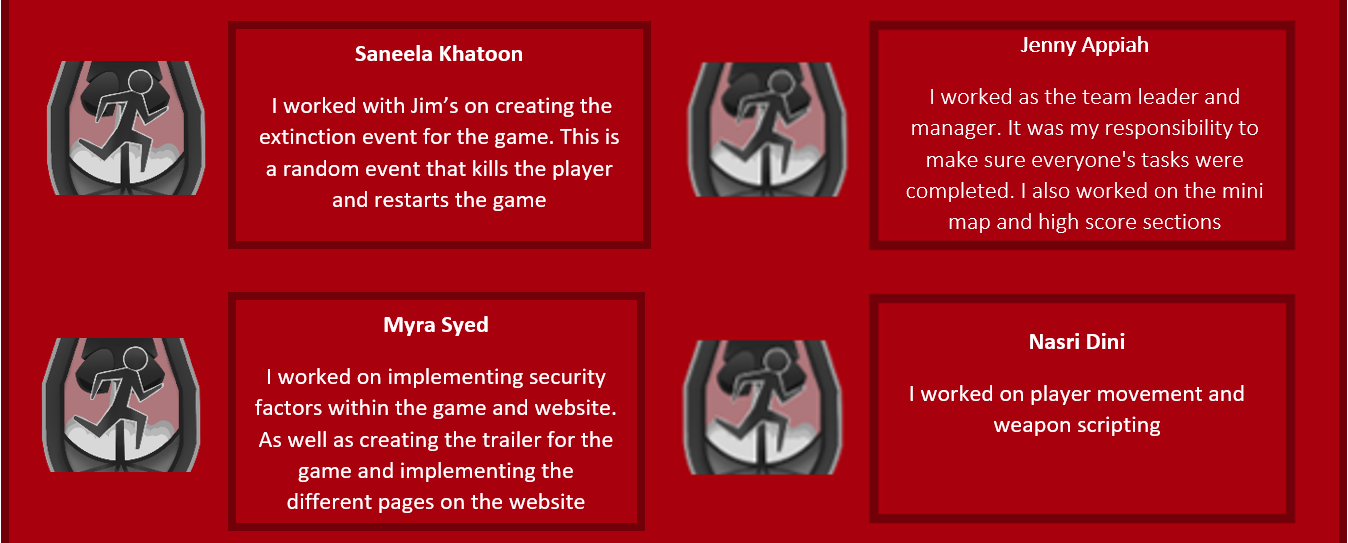 Saneela Khatoon
I worked with Jim’s on creating the
extinction event for the game. This is
a random event that kills the player
and restarts the game
Jenny Appiah
I worked as the team leader and
manager. It was my responsibility to
make sure everyone's tasks were
completed. I also worked on the mini
map and high score sections
Myra Syed
I worked on implementing security
factors within the game and website.
As well as creating the trailer for the
game and implementing the
different pages on the website
Nasri Dini
I worked on player movement and
weapon scripting